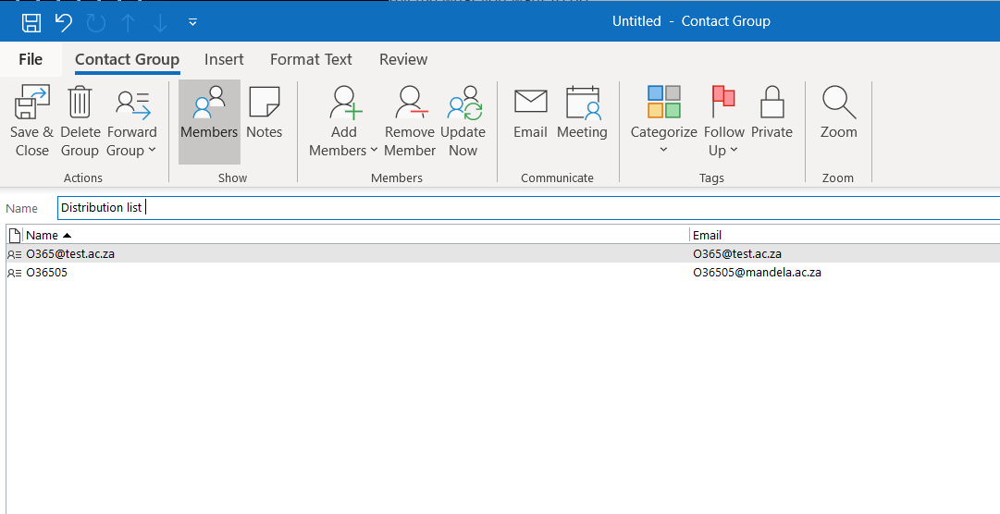 Untitled - Contact Group
File Contact Group Insert Format Text Review
Save & Close
Delete Group
Forward Group
Members
Notes
Add Members
Remove Member
Update Now
Email
Meeting
Categorize
Follow Up
Private
Zoom
Actions Show Members Communicate Tags Zoom
Name Distribution list
Name Email
O365@test.ac.za O365@test.ac.za
O36505 O36505@mandela.ac.za